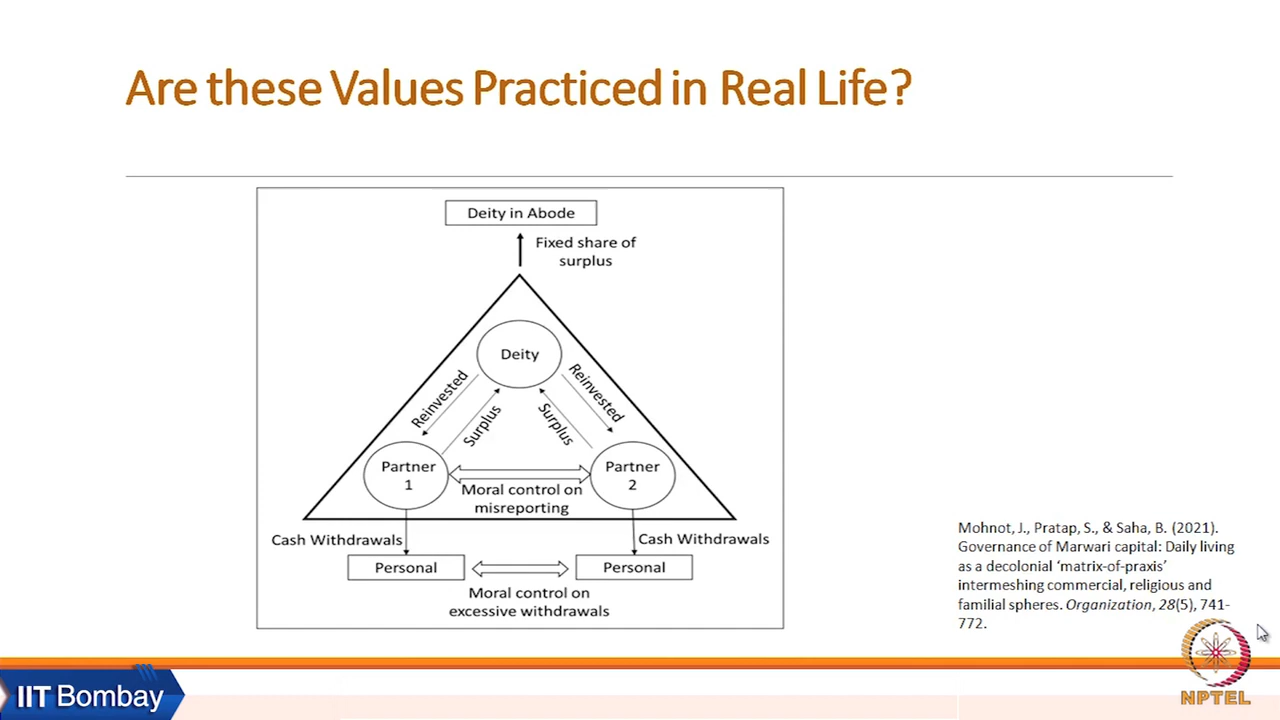 Are these Values Practiced in Real Life?
Deity in Abode
Fixed share of
surplus
Deity
Reinvested
Surplus
Surplus
Reinvested
Partner
1
Partner
2
Moral control on
misreporting
Cash Withdrawals
Cash Withdrawals
Personal
Personal
Moral control on
excessive withdrawals
Mohnot, J., Pratap, S., & Saha, B. (2021).
Governance of Marwari capital: Daily living
as a decolonial ‘matrix-of-praxis’
intermeshing commercial, religious and
familial spheres. Organization, 28(5), 741-
772.
IIT Bombay
NPTEL